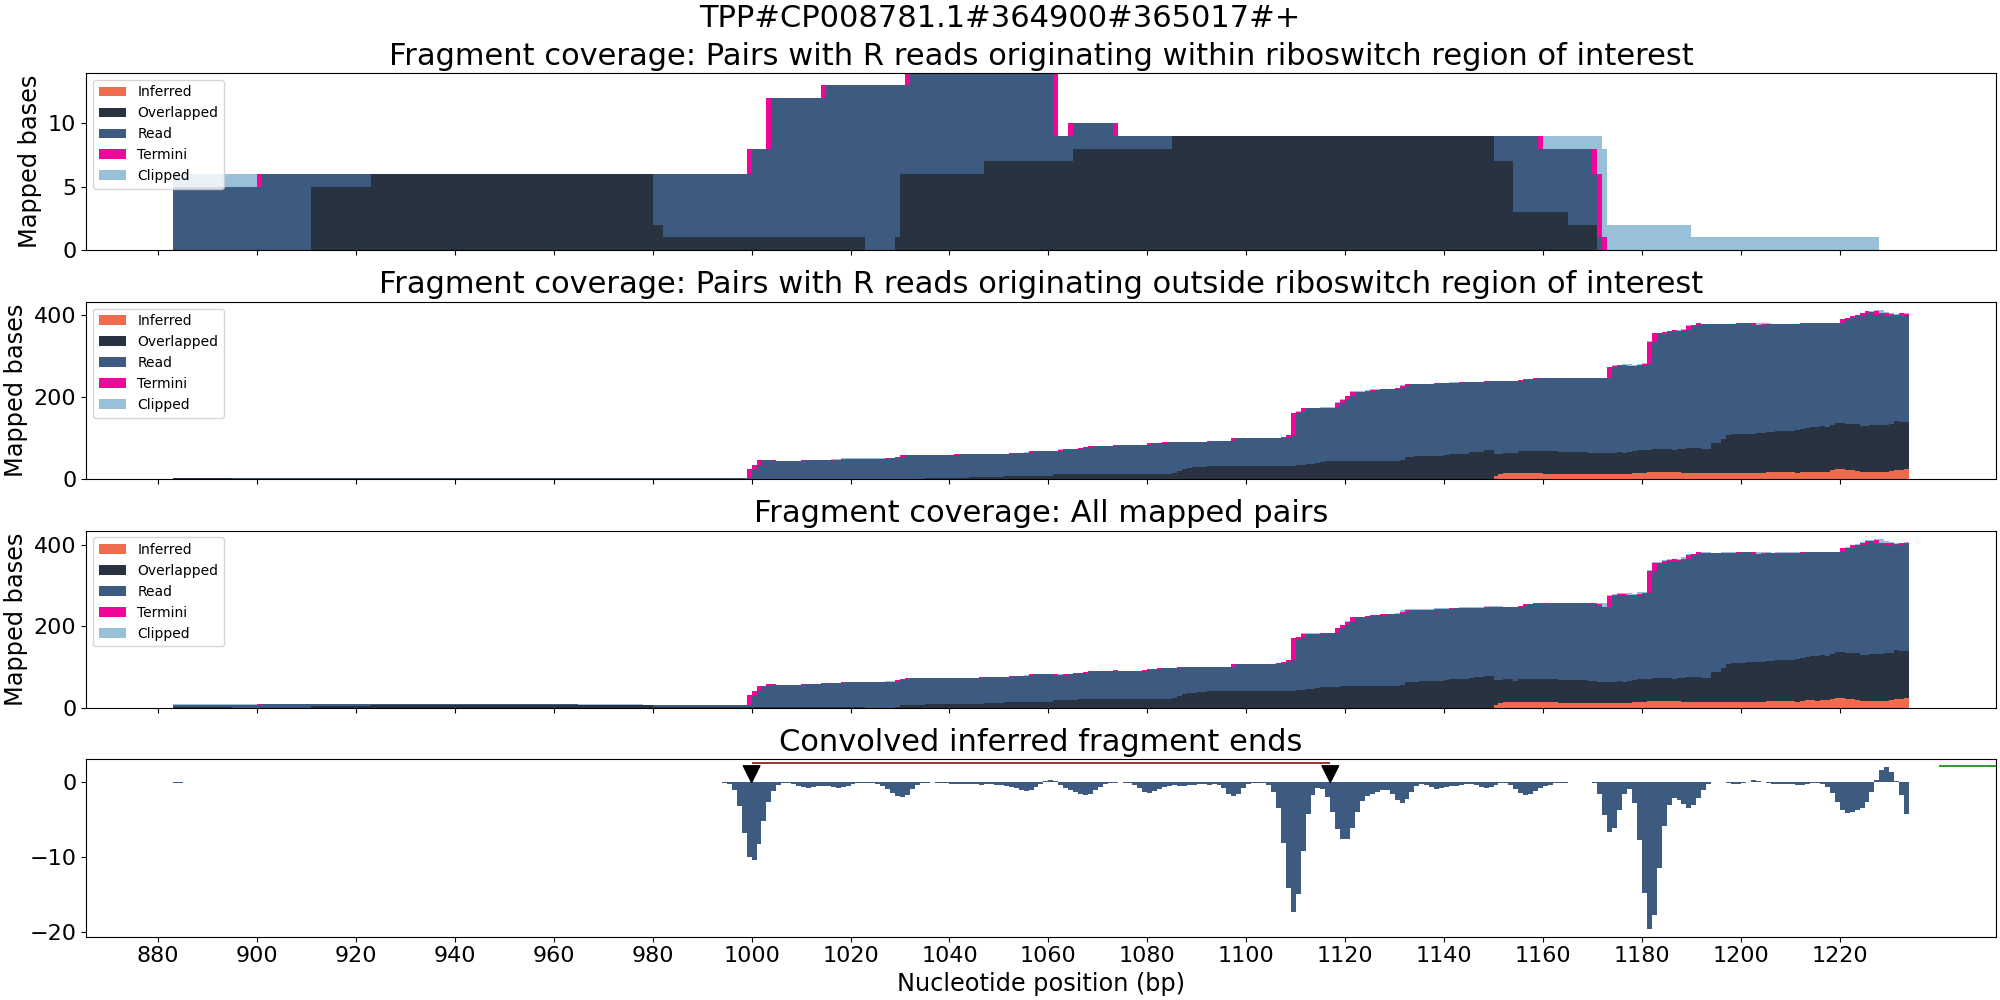 TPP#CP008781.1#364900#365017#+
Fragment coverage: Pairs with R reads originating within riboswitch region of interest
Mapped bases
10
5
0
Inferred
Overlapped
Read
Termini
Clipped
Fragment coverage: Pairs with R reads originating outside riboswitch region of interest
Mapped bases
400
200
0
Inferred
Overlapped
Read
Termini
Clipped
Fragment coverage: All mapped pairs
Mapped bases
400
200
0
Inferred
Overlapped
Read
Termini
Clipped
Convolved inferred fragment ends
0
−10
−20
880 900 920 940 960 980 1000 1020 1040 1060 1080 1100 1120 1140 1160 1180 1200 1220
Nucleotide position (bp)